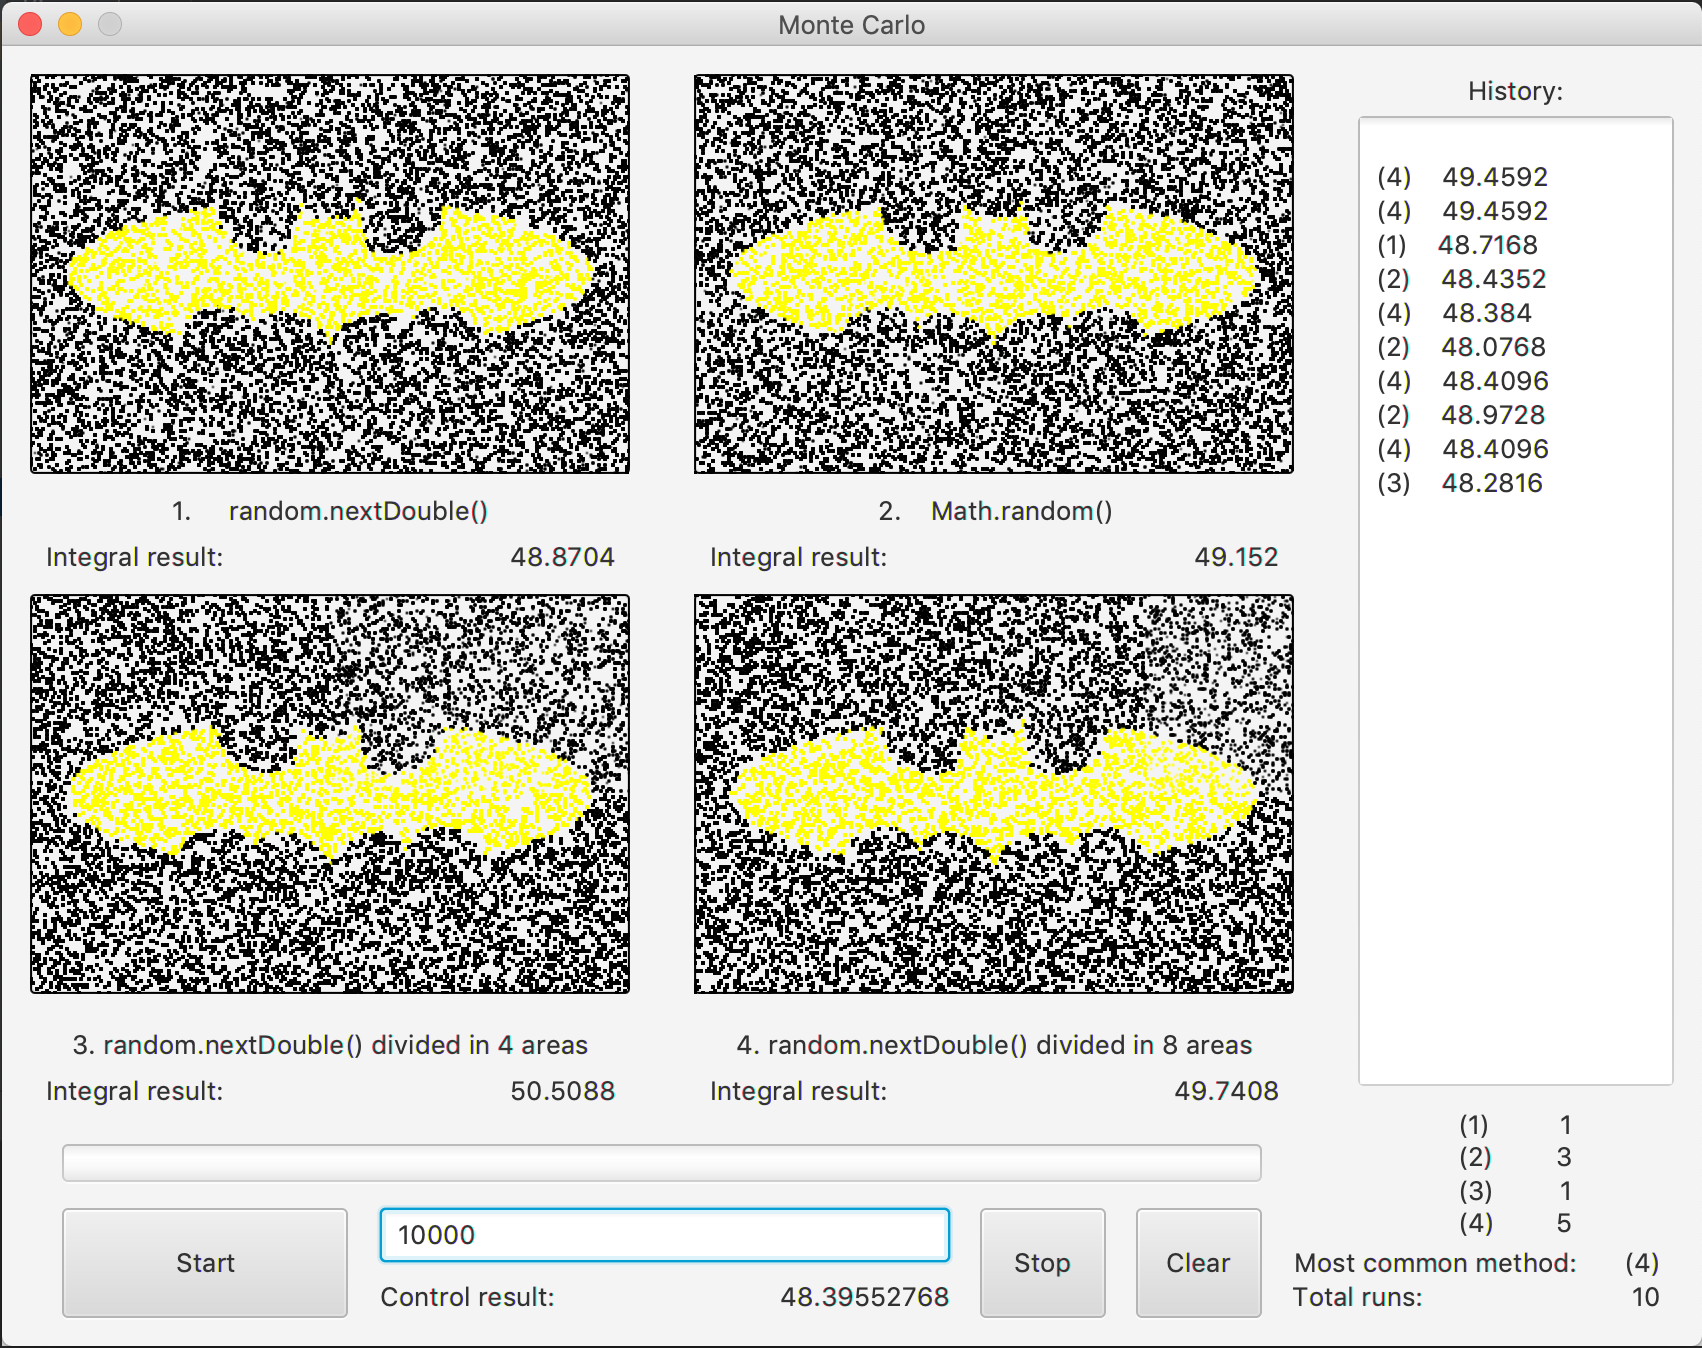 Monte Carlo
1. random.nextDouble()
Integral result: 48.8704
2. Math.random()
Integral result: 49.152
3. random.nextDouble() divided in 4 areas
Integral result: 50.5088
4. random.nextDouble() divided in 8 areas
Integral result: 49.7408
Start
10000
Control result: 48.39552768
Stop
Clear
History:
(4) 49.4592
(4) 49.4592
(1) 48.7168
(2) 48.4352
(4) 48.384
(2) 48.0768
(4) 48.4096
(2) 48.9728
(4) 48.4096
(3) 48.2816
(1) 1
(2) 3
(3) 1
(4) 5
Most common method: (4)
Total runs: 10